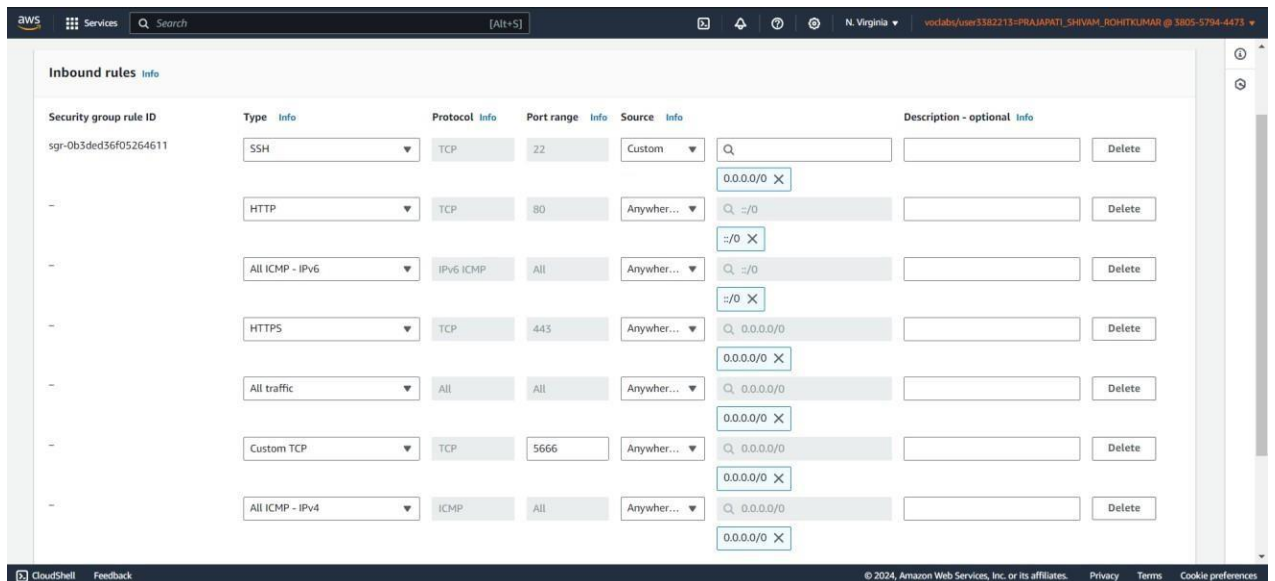 aws Services Search [Alt+S] N. Virginia voclabs/user3382213=PRAJAPATI_SHIVAM_ROHITKUMAR @ 3805-5794-4473
Inbound rules Info
Security group rule ID Type Info Protocol Info Port range Info Source Info Description - optional Info
sgr-0b3ded36f05264611 SSH TCP 22 Custom Delete
0.0.0.0/0
– HTTP TCP 80 Anywher... ::/0 Delete
::/0
– All ICMP - IPv6 IPv6 ICMP All Anywher... ::/0 Delete
::/0
– HTTPS TCP 443 Anywher... 0.0.0.0/0 Delete
0.0.0.0/0
– All traffic All All Anywher... 0.0.0.0/0 Delete
0.0.0.0/0
– Custom TCP TCP 5666 Anywher... 0.0.0.0/0 Delete
0.0.0.0/0
– All ICMP - IPv4 ICMP All Anywher... 0.0.0.0/0 Delete
0.0.0.0/0
CloudShell Feedback © 2024, Amazon Web Services, Inc. or its affiliates. Privacy Terms Cookie preferences